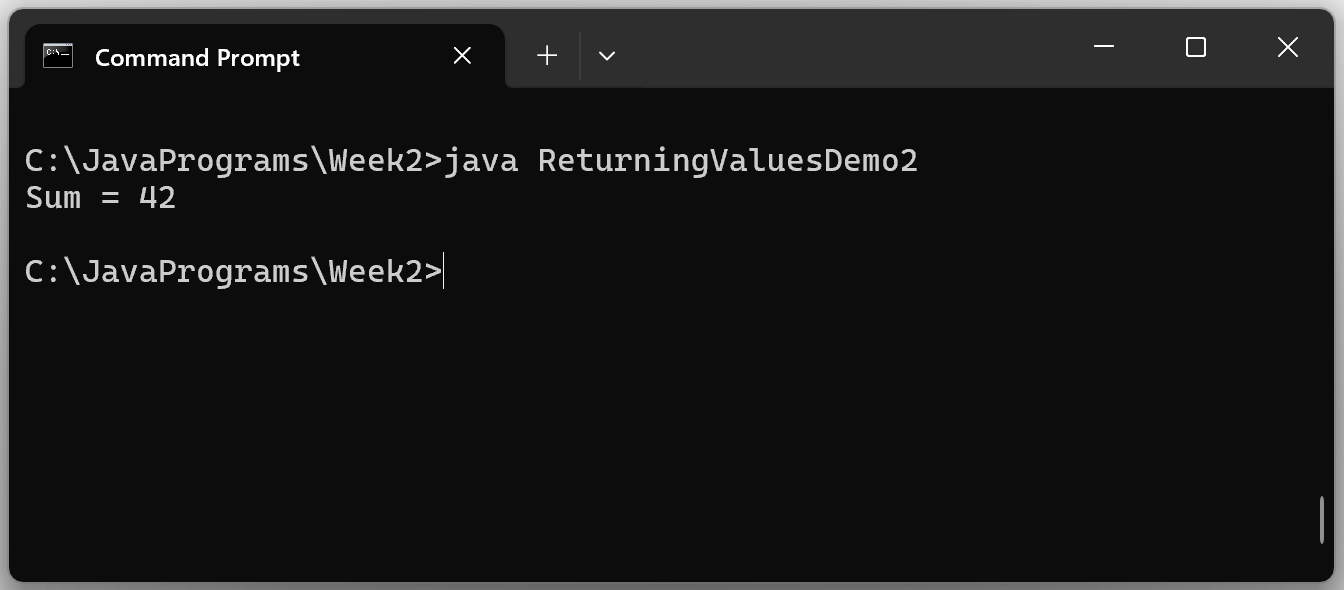 Command Prompt
C:\JavaPrograms\Week2>java ReturningValuesDemo2
Sum = 42
C:\JavaPrograms\Week2>